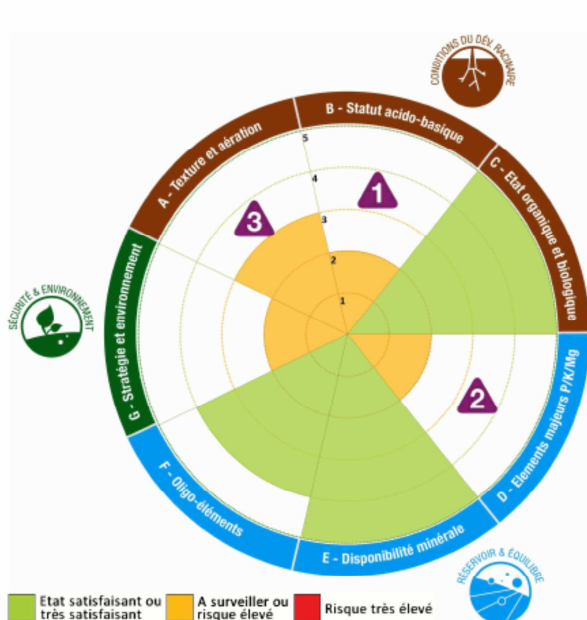 CONDITIONS DU DÉV. RACINAIRE
B - Statut acido-basique
A - Texture et aération
C - Etat organique et biologique
5
4
3
2
1
1
3
2
SÉCURITÉ & ENVIRONNEMENT
G - Stratégie et environnement
D - Elements majeurs P/K/Mg
F - Oligo-éléments
E - Disponibilité minérale
RÉSERVOIR & ÉQUILIBRE
Etat satisfaisant ou
très satisfaisant
A surveiller ou
risque élevé
Risque très élevé